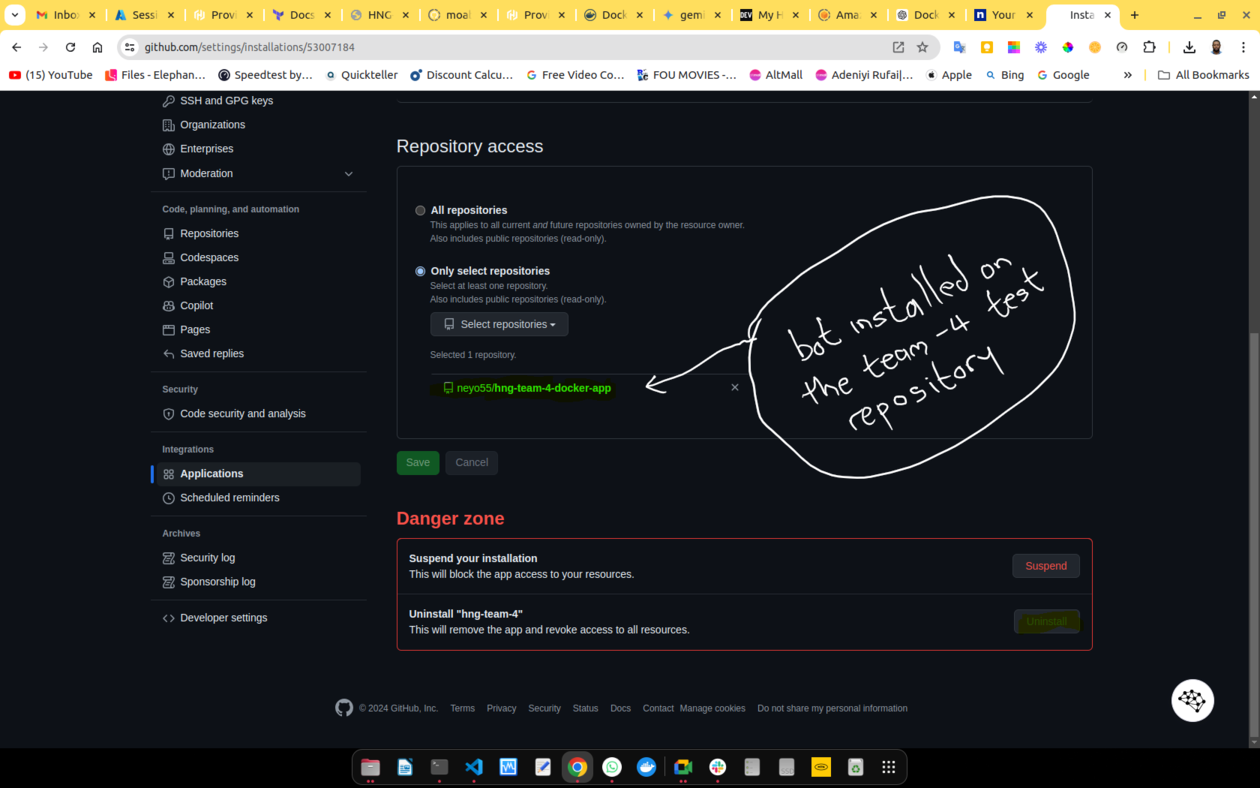 Inbo
Sessi
Provi
Docs
HNG
moal
Provi
Dock
gemi
DEV
My H
Ama
Dock
Your
Insta
github.com/settings/installations/53007184
(15) YouTube
Files - Elephan...
Speedtest by...
Quickteller
Discount Calcu...
Free Video Co...
FOU MOVIES -...
AltMall
Adeniyi Rufai|...
Apple
Bing
Google
»
All Bookmarks
SSH and GPG keys
Organizations
Enterprises
Moderation
Code, planning, and automation
Repositories
Codespaces
Packages
Copilot
Pages
Saved replies
Security
Code security and analysis
Integrations
Applications
Scheduled reminders
Archives
Security log
Sponsorship log
Developer settings
Repository access
All repositories
This applies to all current and future repositories owned by the resource owner.
Also includes public repositories (read-only).
Only select repositories
Select at least one repository.
Also includes public repositories (read-only).
Select repositories
Selected 1 repository.
neyo55/hng-team-4-docker-app
bot installed on
the team-4 test
repository
Save
Cancel
Danger zone
Suspend your installation
This will block the app access to your resources.
Suspend
Uninstall "hng-team-4"
This will remove the app and revoke access to all resources.
Uninstall
© 2024 GitHub, Inc.
Terms
Privacy
Security
Status
Docs
Contact
Manage cookies
Do not share my personal information